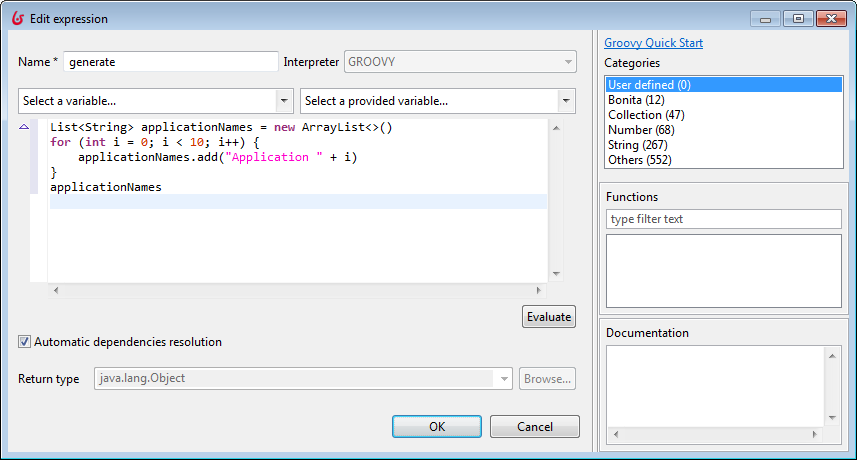 Edit expression
Name * generate Interpreter GROOVY
Select a variable... Select a provided variable...
List<String> applicationNames = new ArrayList<>()
for (int i = 0; i < 10; i++) {
    applicationNames.add("Application " + i)
}
applicationNames
Evaluate
Automatic dependencies resolution
Return type java.lang.Object Browse...
OK Cancel
Groovy Quick Start
Categories
User defined (0)
Bonita (12)
Collection (47)
Number (68)
String (267)
Others (552)
Functions
type filter text
Documentation